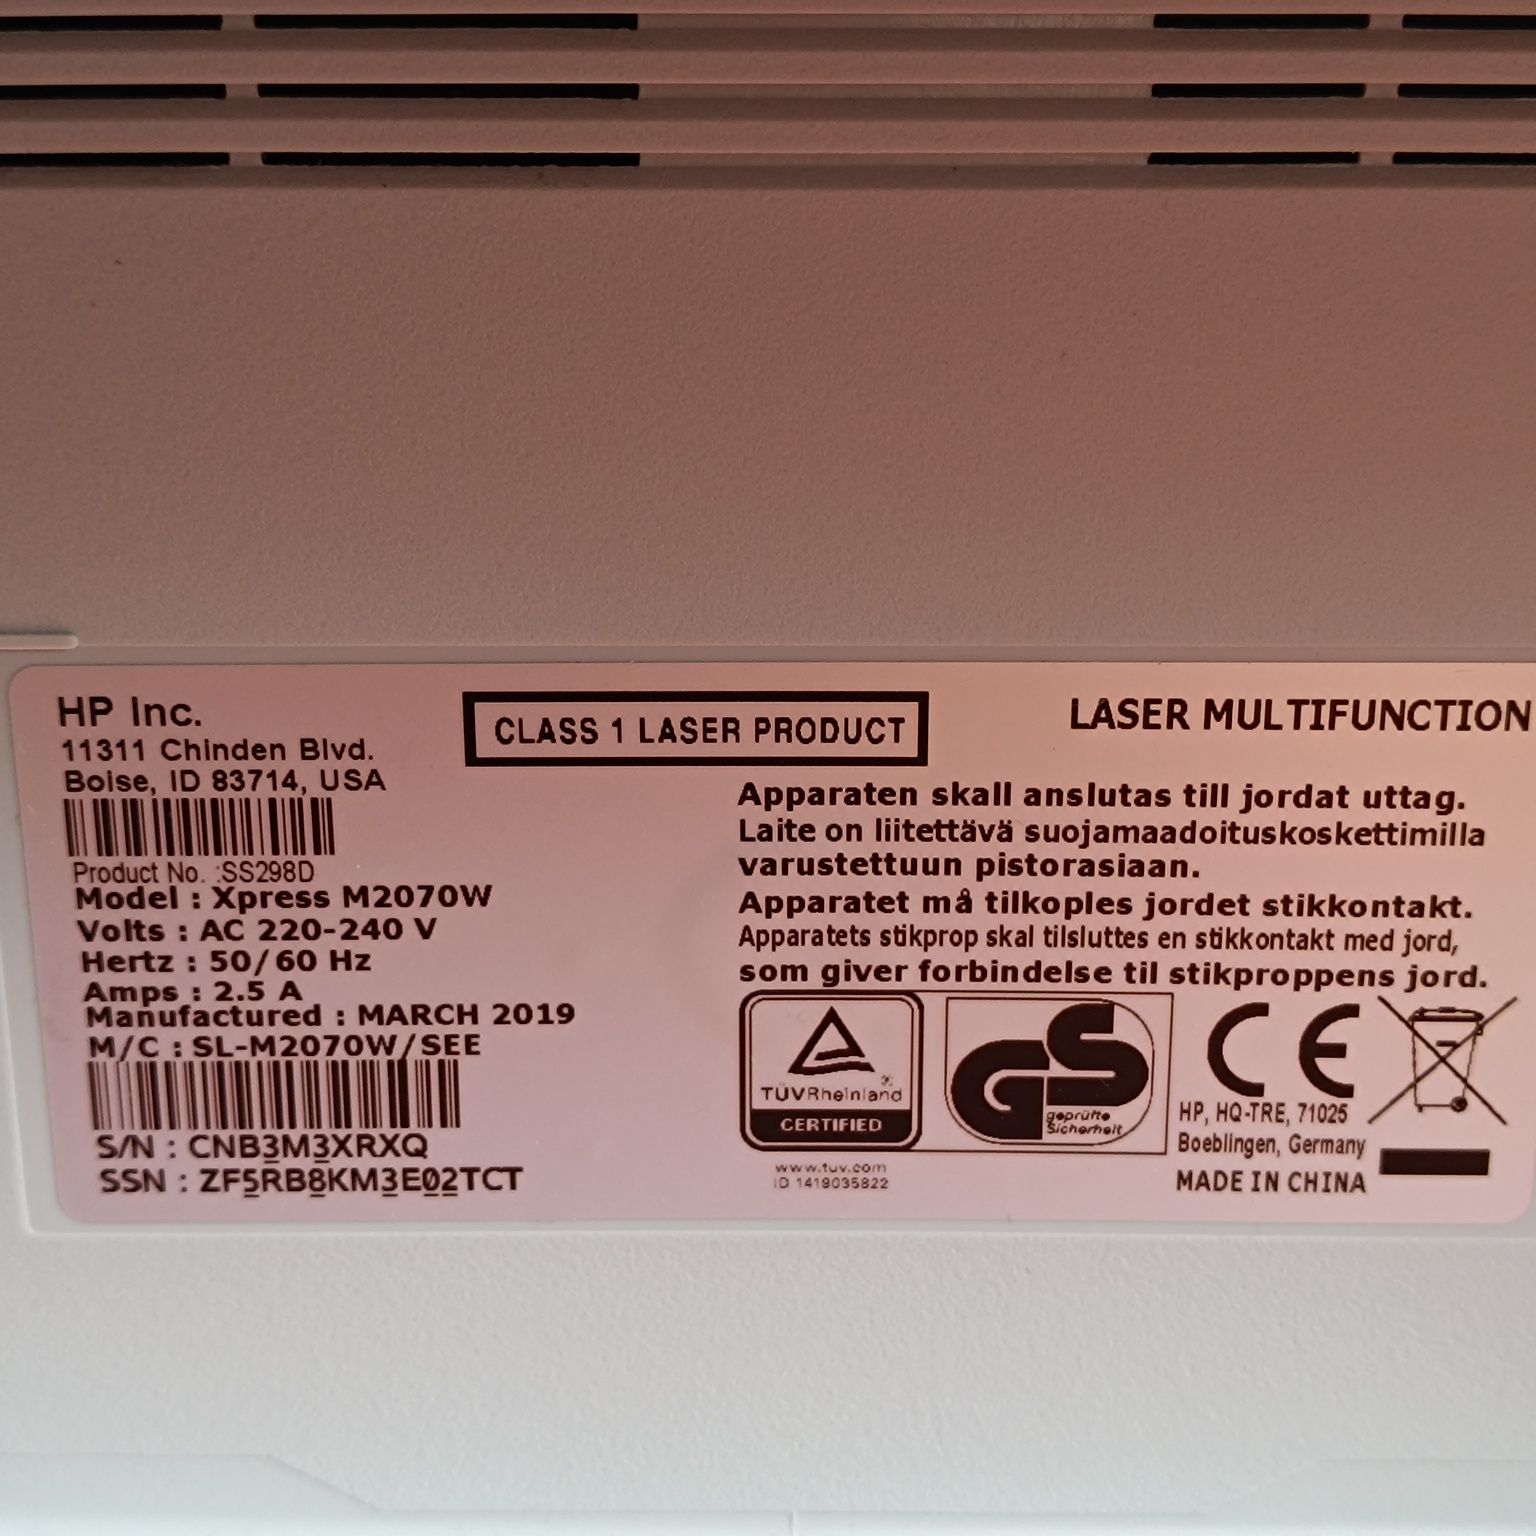 HP Inc.
11311 Chinden Blvd.
Boise, ID 83714, USA
Product No. :SS298D
Model : Xpress M2070W
Volts : AC 220-240 V
Hertz : 50/60 Hz
Amps : 2.5 A
Manufactured : MARCH 2019
M/C : SL-M2070W/SEE
S/N : CNB3M3XRXQ
SSN : ZF5RB8KM3E02TCT
CLASS 1 LASER PRODUCT
LASER MULTIFUNCTION
Apparaten skall anslutas till jordat uttag.
Laite on liitettävä suojamaadoituskoskettimilla
varustettuun pistorasiaan.
Apparatet må tilkoples jordet stikkontakt.
Apparatets stikprop skal tilsluttes en stikkontakt med jord,
som giver forbindelse til stikproppens jord.
TÜVRheinland
CERTIFIED
www.tuv.com
ID 1419035822
GS
geprüfte
Sicherheit
CE
HP, HQ-TRE, 71025
Boeblingen, Germany
MADE IN CHINA